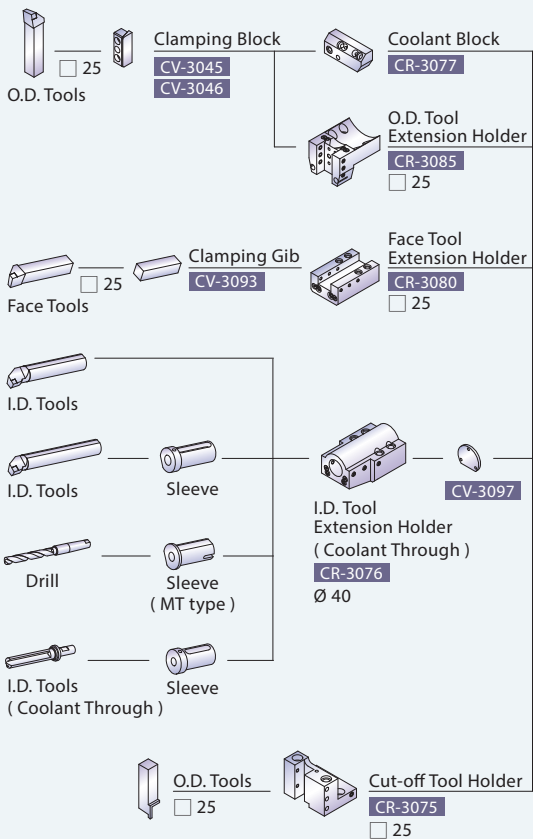 Clamping Block
CV-3045
CV-3046
□ 25
O.D. Tools
Coolant Block
CR-3077
O.D. Tool
Extension Holder
CR-3085
□ 25
Clamping Gib
CV-3093
□ 25
Face Tools
Face Tool
Extension Holder
CR-3080
□ 25
I.D. Tools
I.D. Tools
Sleeve
Drill
Sleeve
( MT type )
I.D. Tools
( Coolant Through )
Sleeve
I.D. Tool
Extension Holder
( Coolant Through )
CR-3076
Ø 40
CV-3097
O.D. Tools
□ 25
Cut-off Tool Holder
CR-3075
□ 25